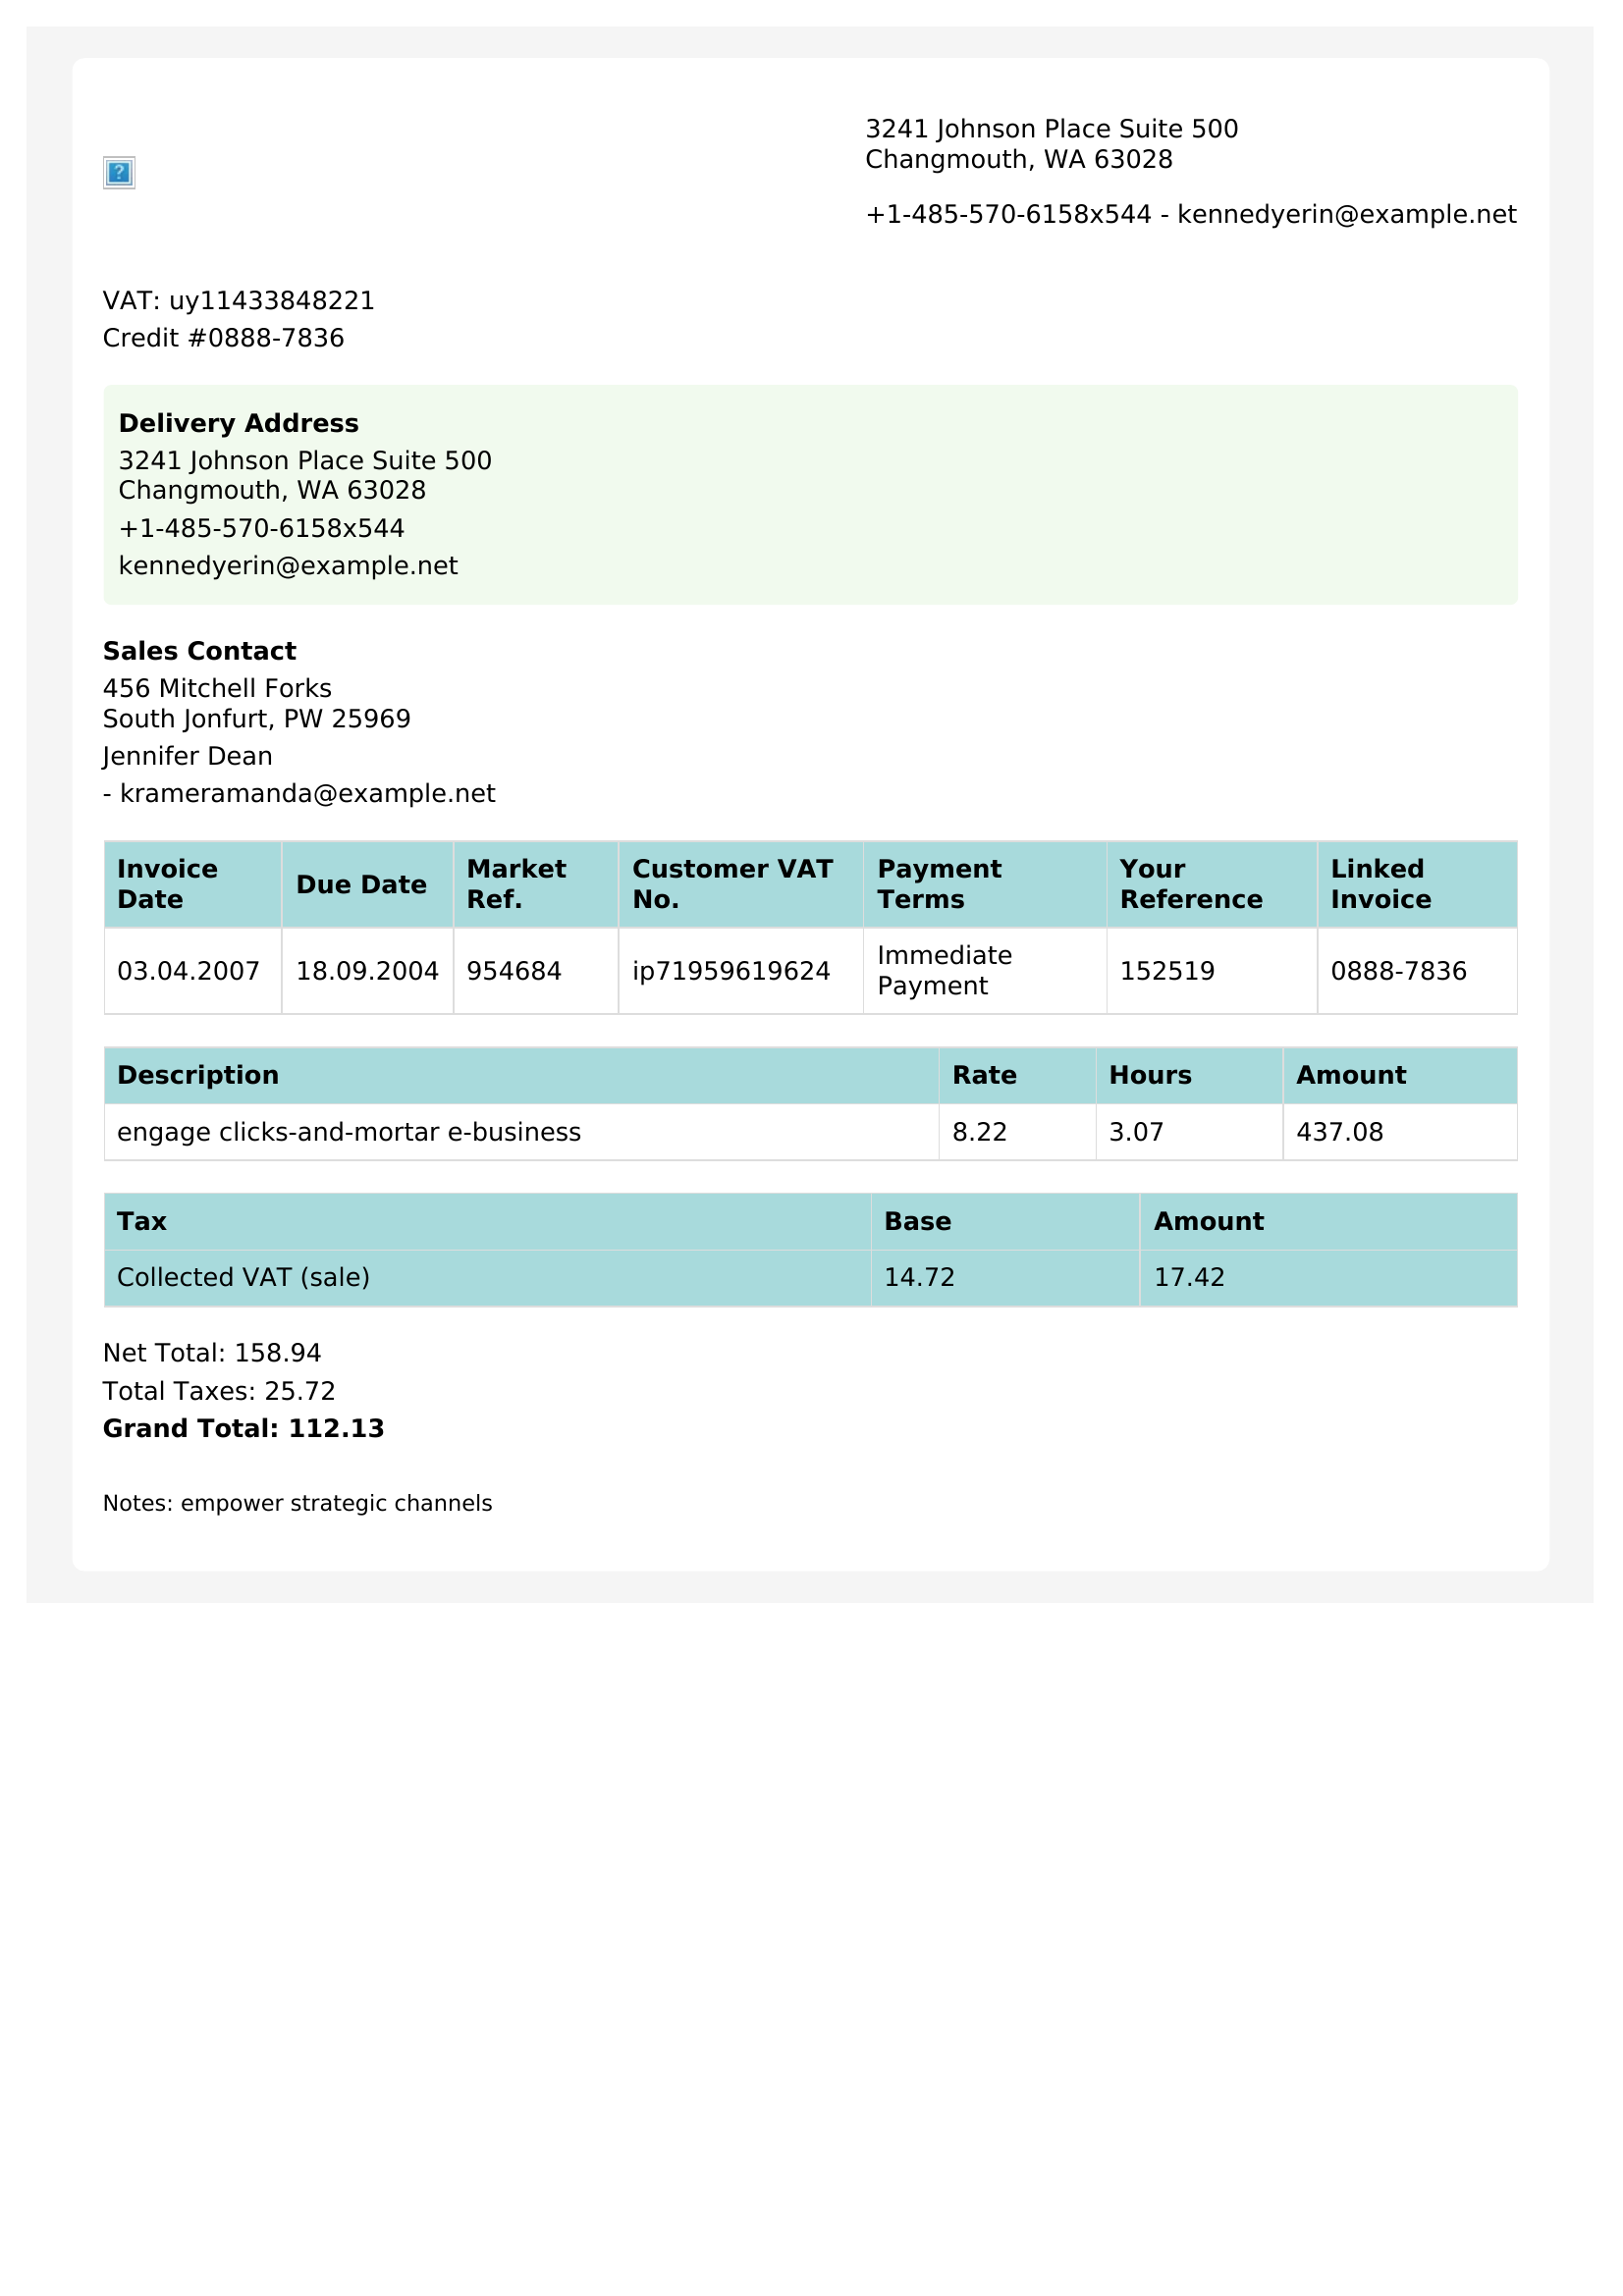 3241 Johnson Place Suite 500
Changmouth, WA 63028
+1-485-570-6158x544 - kennedyerin@example.net
VAT: uy11433848221
Credit #0888-7836
Delivery Address
3241 Johnson Place Suite 500
Changmouth, WA 63028
+1-485-570-6158x544
kennedyerin@example.net
Sales Contact
456 Mitchell Forks
South Jonfurt, PW 25969
Jennifer Dean
- krameramanda@example.net
Invoice Date Due Date Market Ref. Customer VAT No. Payment Terms Your Reference Linked Invoice
03.04.2007 18.09.2004 954684 ip71959619624 Immediate Payment 152519 0888-7836
Description Rate Hours Amount
engage clicks-and-mortar e-business 8.22 3.07 437.08
Tax Base Amount
Collected VAT (sale) 14.72 17.42
Net Total: 158.94
Total Taxes: 25.72
Grand Total: 112.13
Notes: empower strategic channels